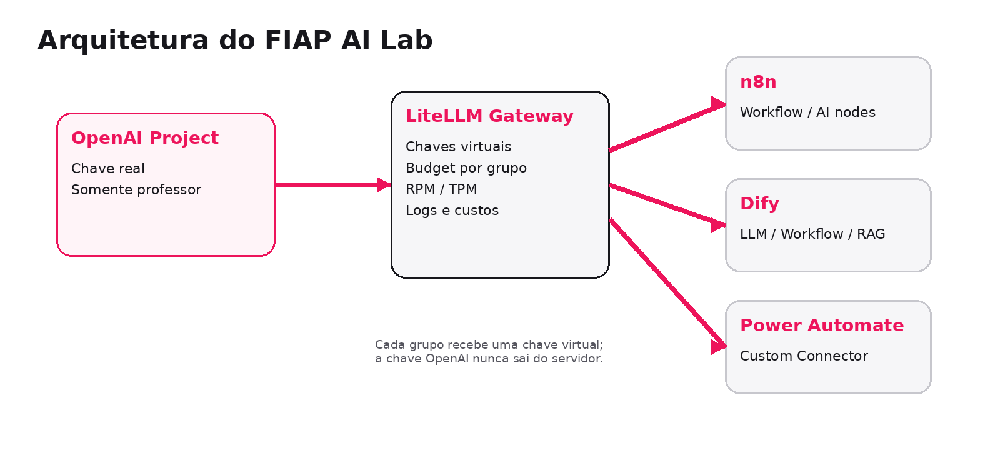 Arquitetura do FIAP AI Lab
OpenAI Project
Chave real
Somente professor
LiteLLM Gateway
Chaves virtuais
Budget por grupo
RPM / TPM
Logs e custos
n8n
Workflow / AI nodes
Dify
LLM / Workflow / RAG
Power Automate
Custom Connector
Cada grupo recebe uma chave virtual;
a chave OpenAI nunca sai do servidor.